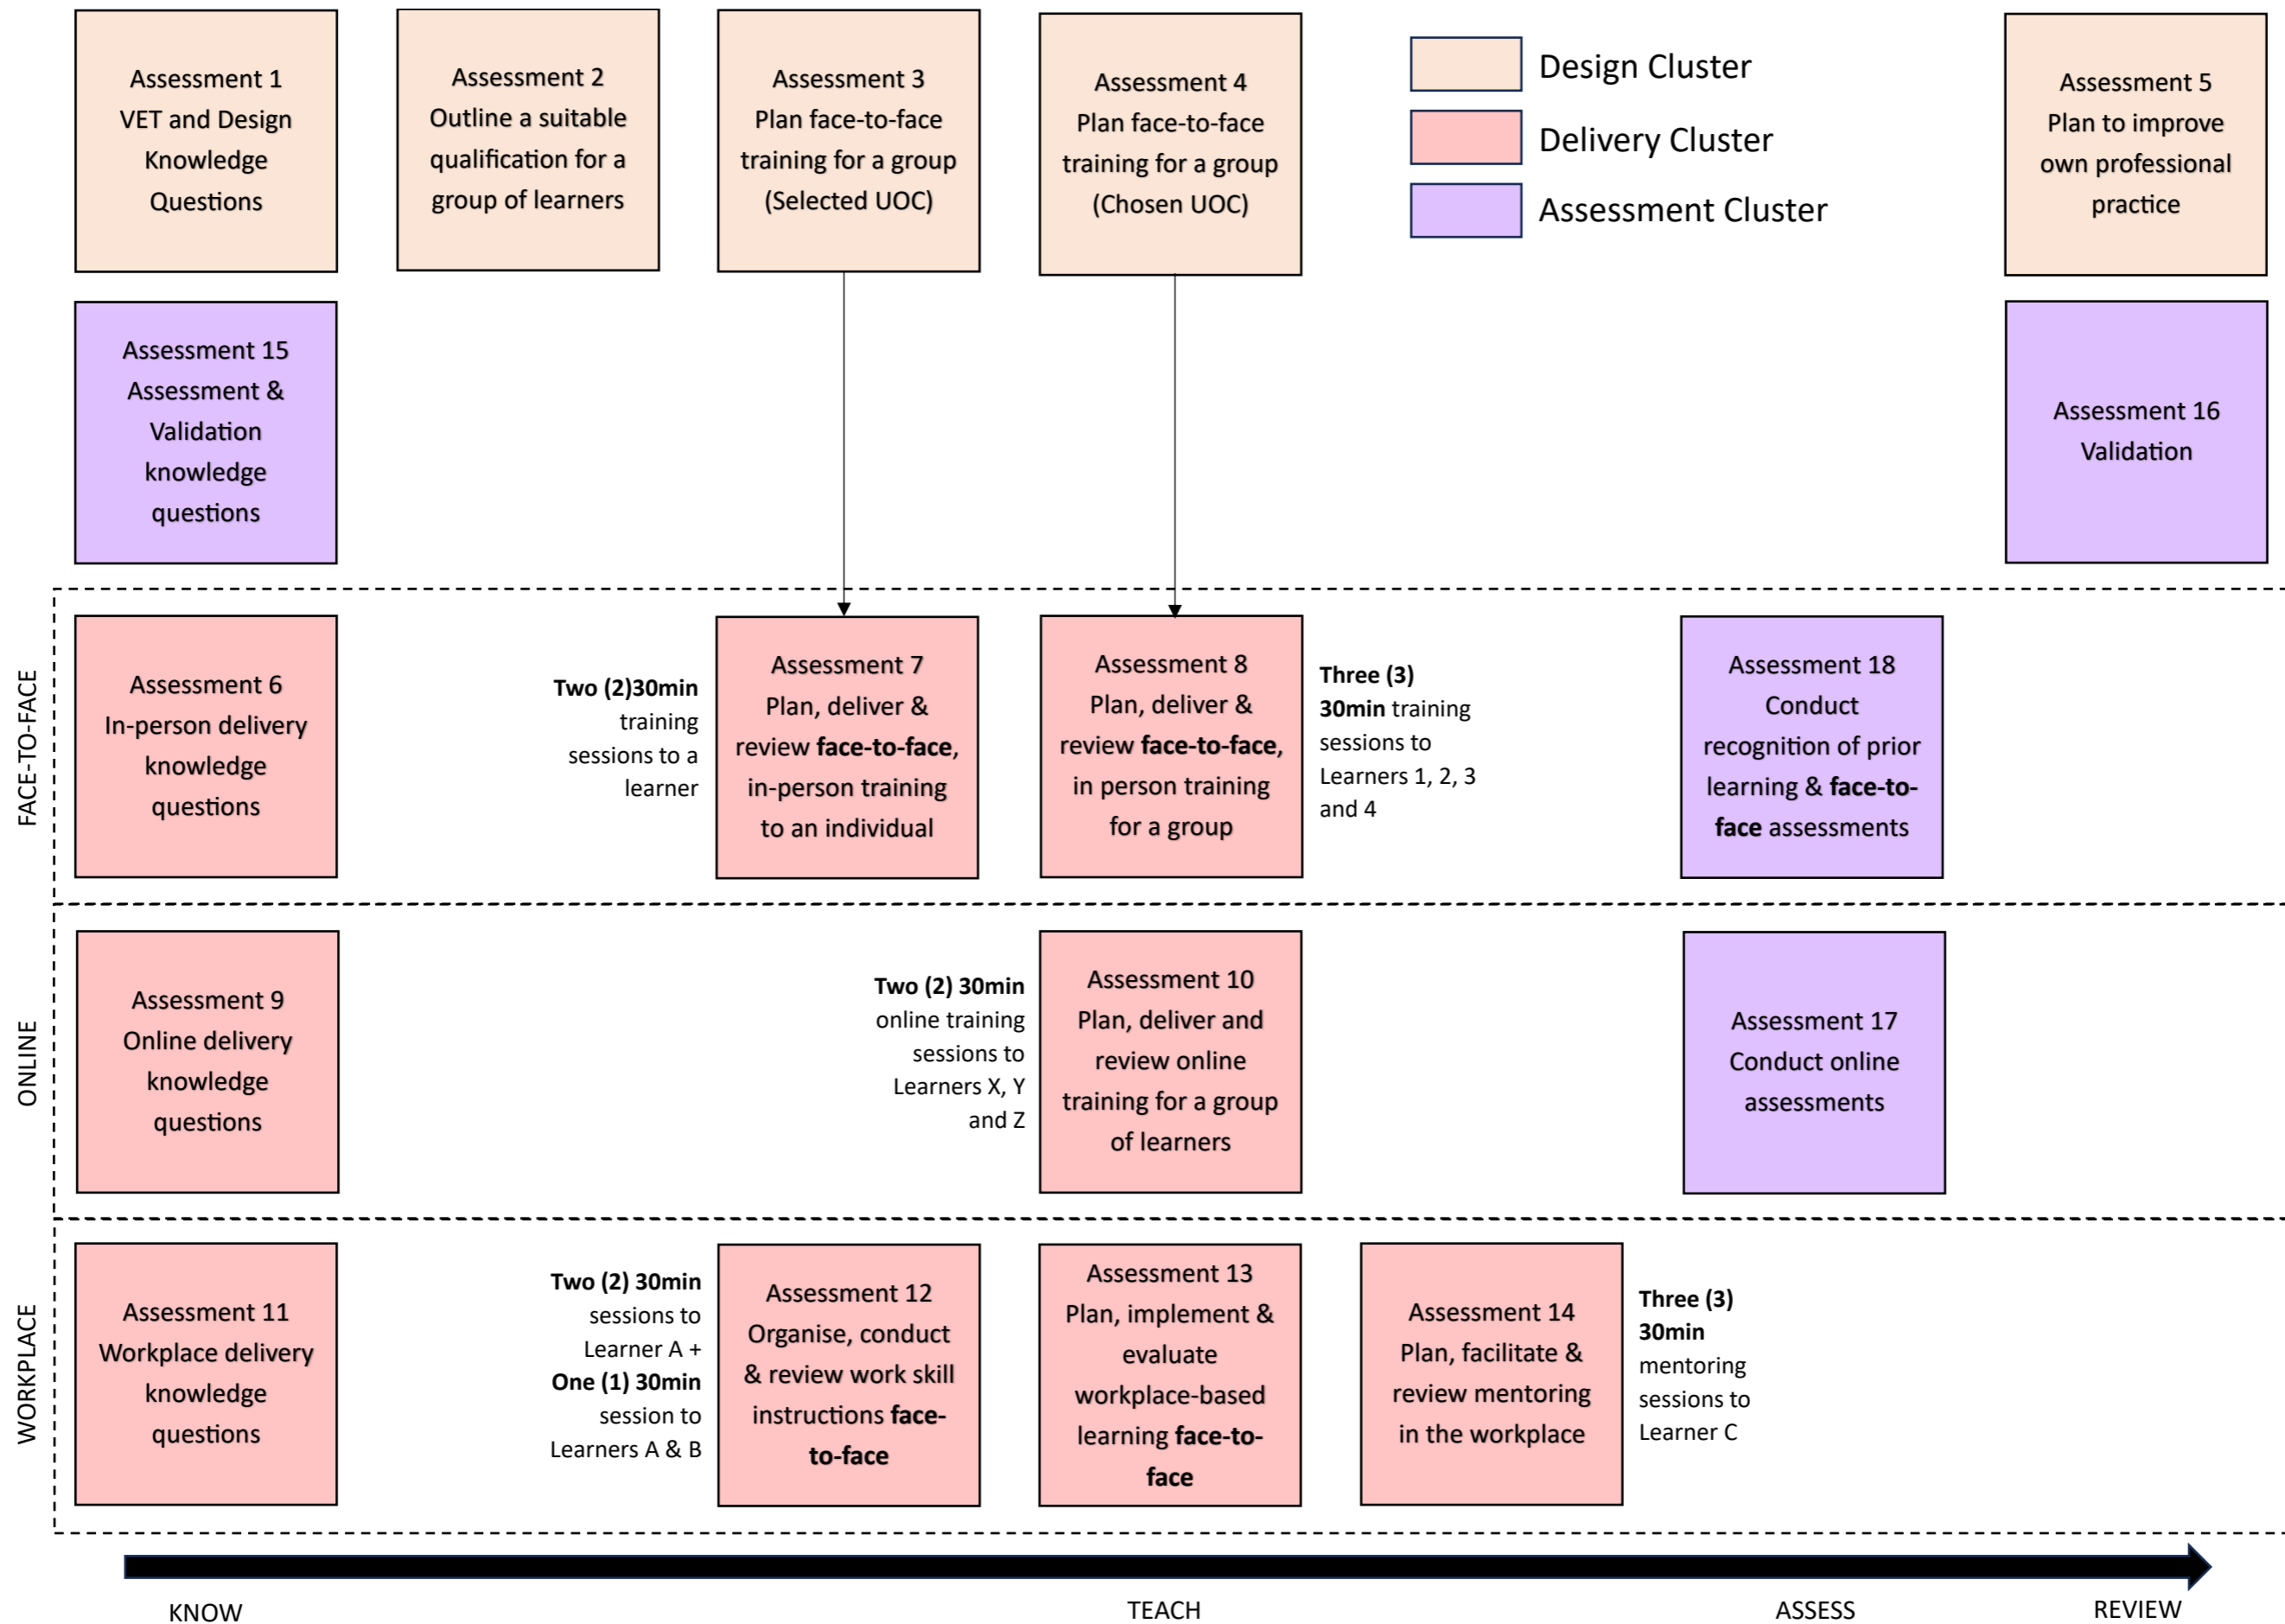 Assessment 1
VET and Design
Knowledge
Questions
Assessment 2
Outline a suitable
qualification for a
group of learners
Assessment 3
Plan face-to-face
training for a group
(Selected UOC)
Assessment 4
Plan face-to-face
training for a group
(Chosen UOC)
Design Cluster
Delivery Cluster
Assessment Cluster
Assessment 5
Plan to improve
own professional
practice
Assessment 15
Assessment &
Validation
knowledge
questions
Assessment 16
Validation
FACE-TO-FACE
Assessment 6
In-person delivery
knowledge
questions
Two (2)30min
training
sessions to a
learner
Assessment 7
Plan, deliver &
review face-to-face,
in-person training
to an individual
Assessment 8
Plan, deliver &
review face-to-face,
in person training
for a group
Three (3)
30min training
sessions to
Learners 1, 2, 3
and 4
Assessment 18
Conduct
recognition of prior
learning & face-to-
face assessments
ONLINE
Assessment 9
Online delivery
knowledge
questions
Two (2) 30min
online training
sessions to
Learners X, Y
and Z
Assessment 10
Plan, deliver and
review online
training for a group
of learners
Assessment 17
Conduct online
assessments
WORKPLACE
Assessment 11
Workplace delivery
knowledge
questions
Two (2) 30min
sessions to
Learner A +
One (1) 30min
session to
Learners A & B
Assessment 12
Organise, conduct
& review work skill
instructions face-
to-face
Assessment 13
Plan, implement &
evaluate
workplace-based
learning face-to-
face
Assessment 14
Plan, facilitate &
review mentoring
in the workplace
Three (3)
30min
mentoring
sessions to
Learner C
KNOW
TEACH
ASSESS
REVIEW